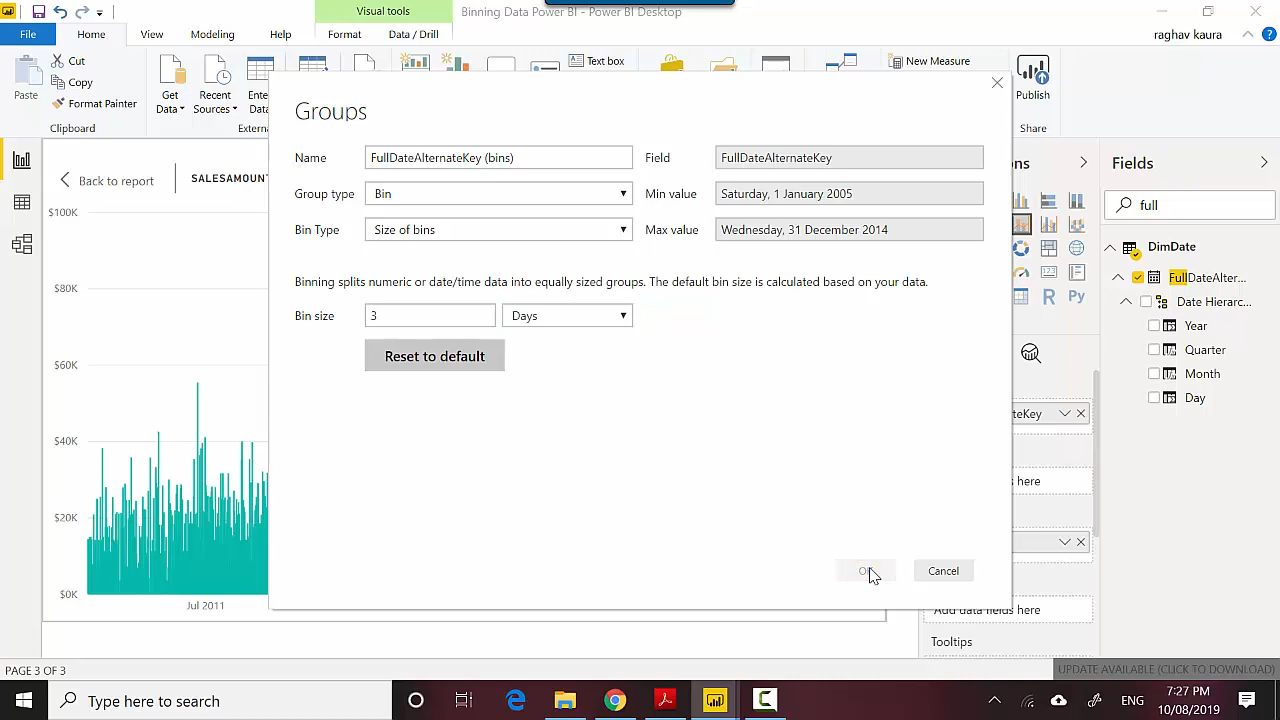 Visual tools
Binning Data Power BI - Power BI Desktop
File
Home
View
Modeling
Help
Format
Data / Drill
raghav kaura
Paste
Cut
Copy
Format Painter
Clipboard
Get
Data
Recent
Sources
Text box
New Measure
Publish
Share
Back to report
SALESAMOUNT
$100K
$80K
$60K
$40K
$20K
$0K
Jul 2011
Groups
Name
FullDateAlternateKey (bins)
Field
FullDateAlternateKey
Group type
Bin
Min value
Saturday, 1 January 2005
Bin Type
Size of bins
Max value
Wednesday, 31 December 2014
Binning splits numeric or date/time data into equally sized groups. The default bin size is calculated based on your data.
Bin size
3
Days
Reset to default
Cancel
Fields
full
DimDate
FullDateAlter...
Date Hierarc...
Year
Quarter
Month
Day
R
Py
Add data fields here
Tooltips
PAGE 3 OF 3
UPDATE AVAILABLE (CLICK TO DOWNLOAD)
Type here to search
ENG
7:27 PM
10/08/2019